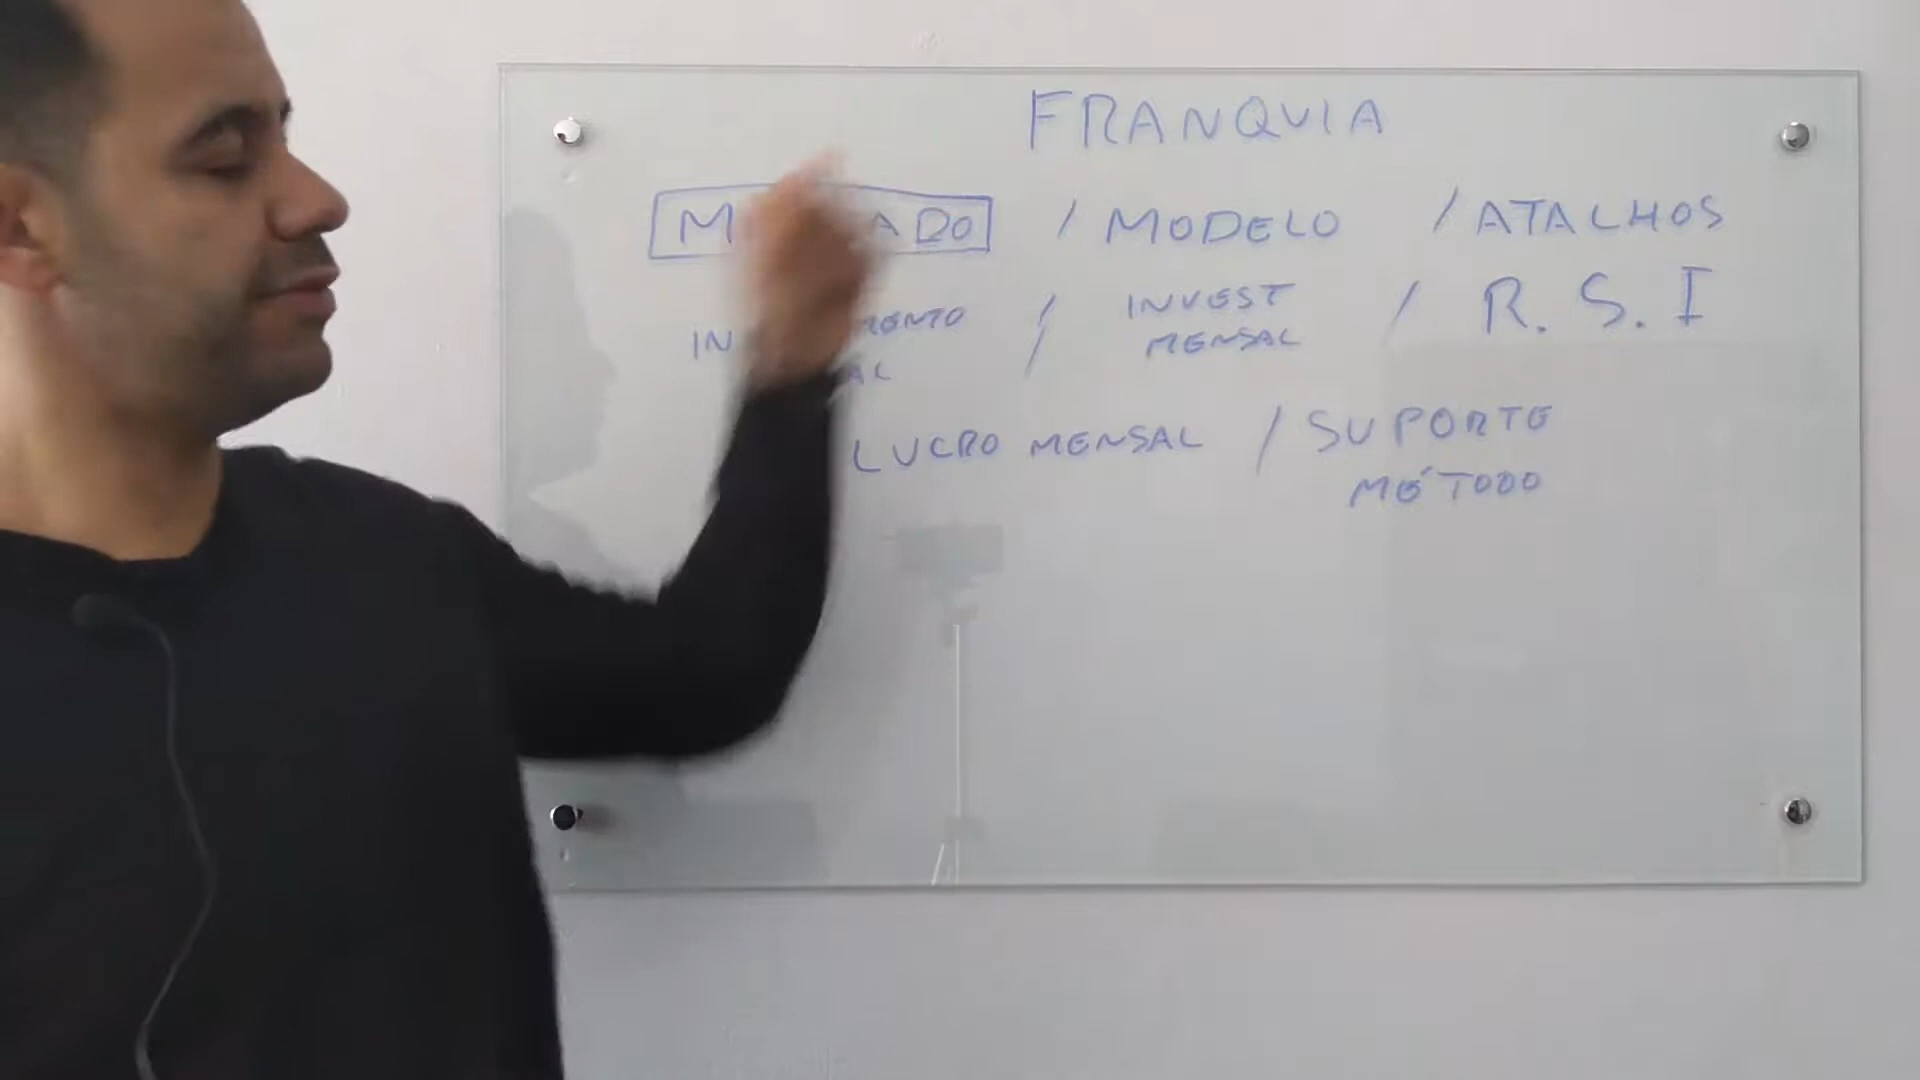 FRANQUIA
/ MODELO / ATALHOS
/ INVEST MENSAL / R. S. I
LUCRO MENSAL / SUPORTE
MÉTODO